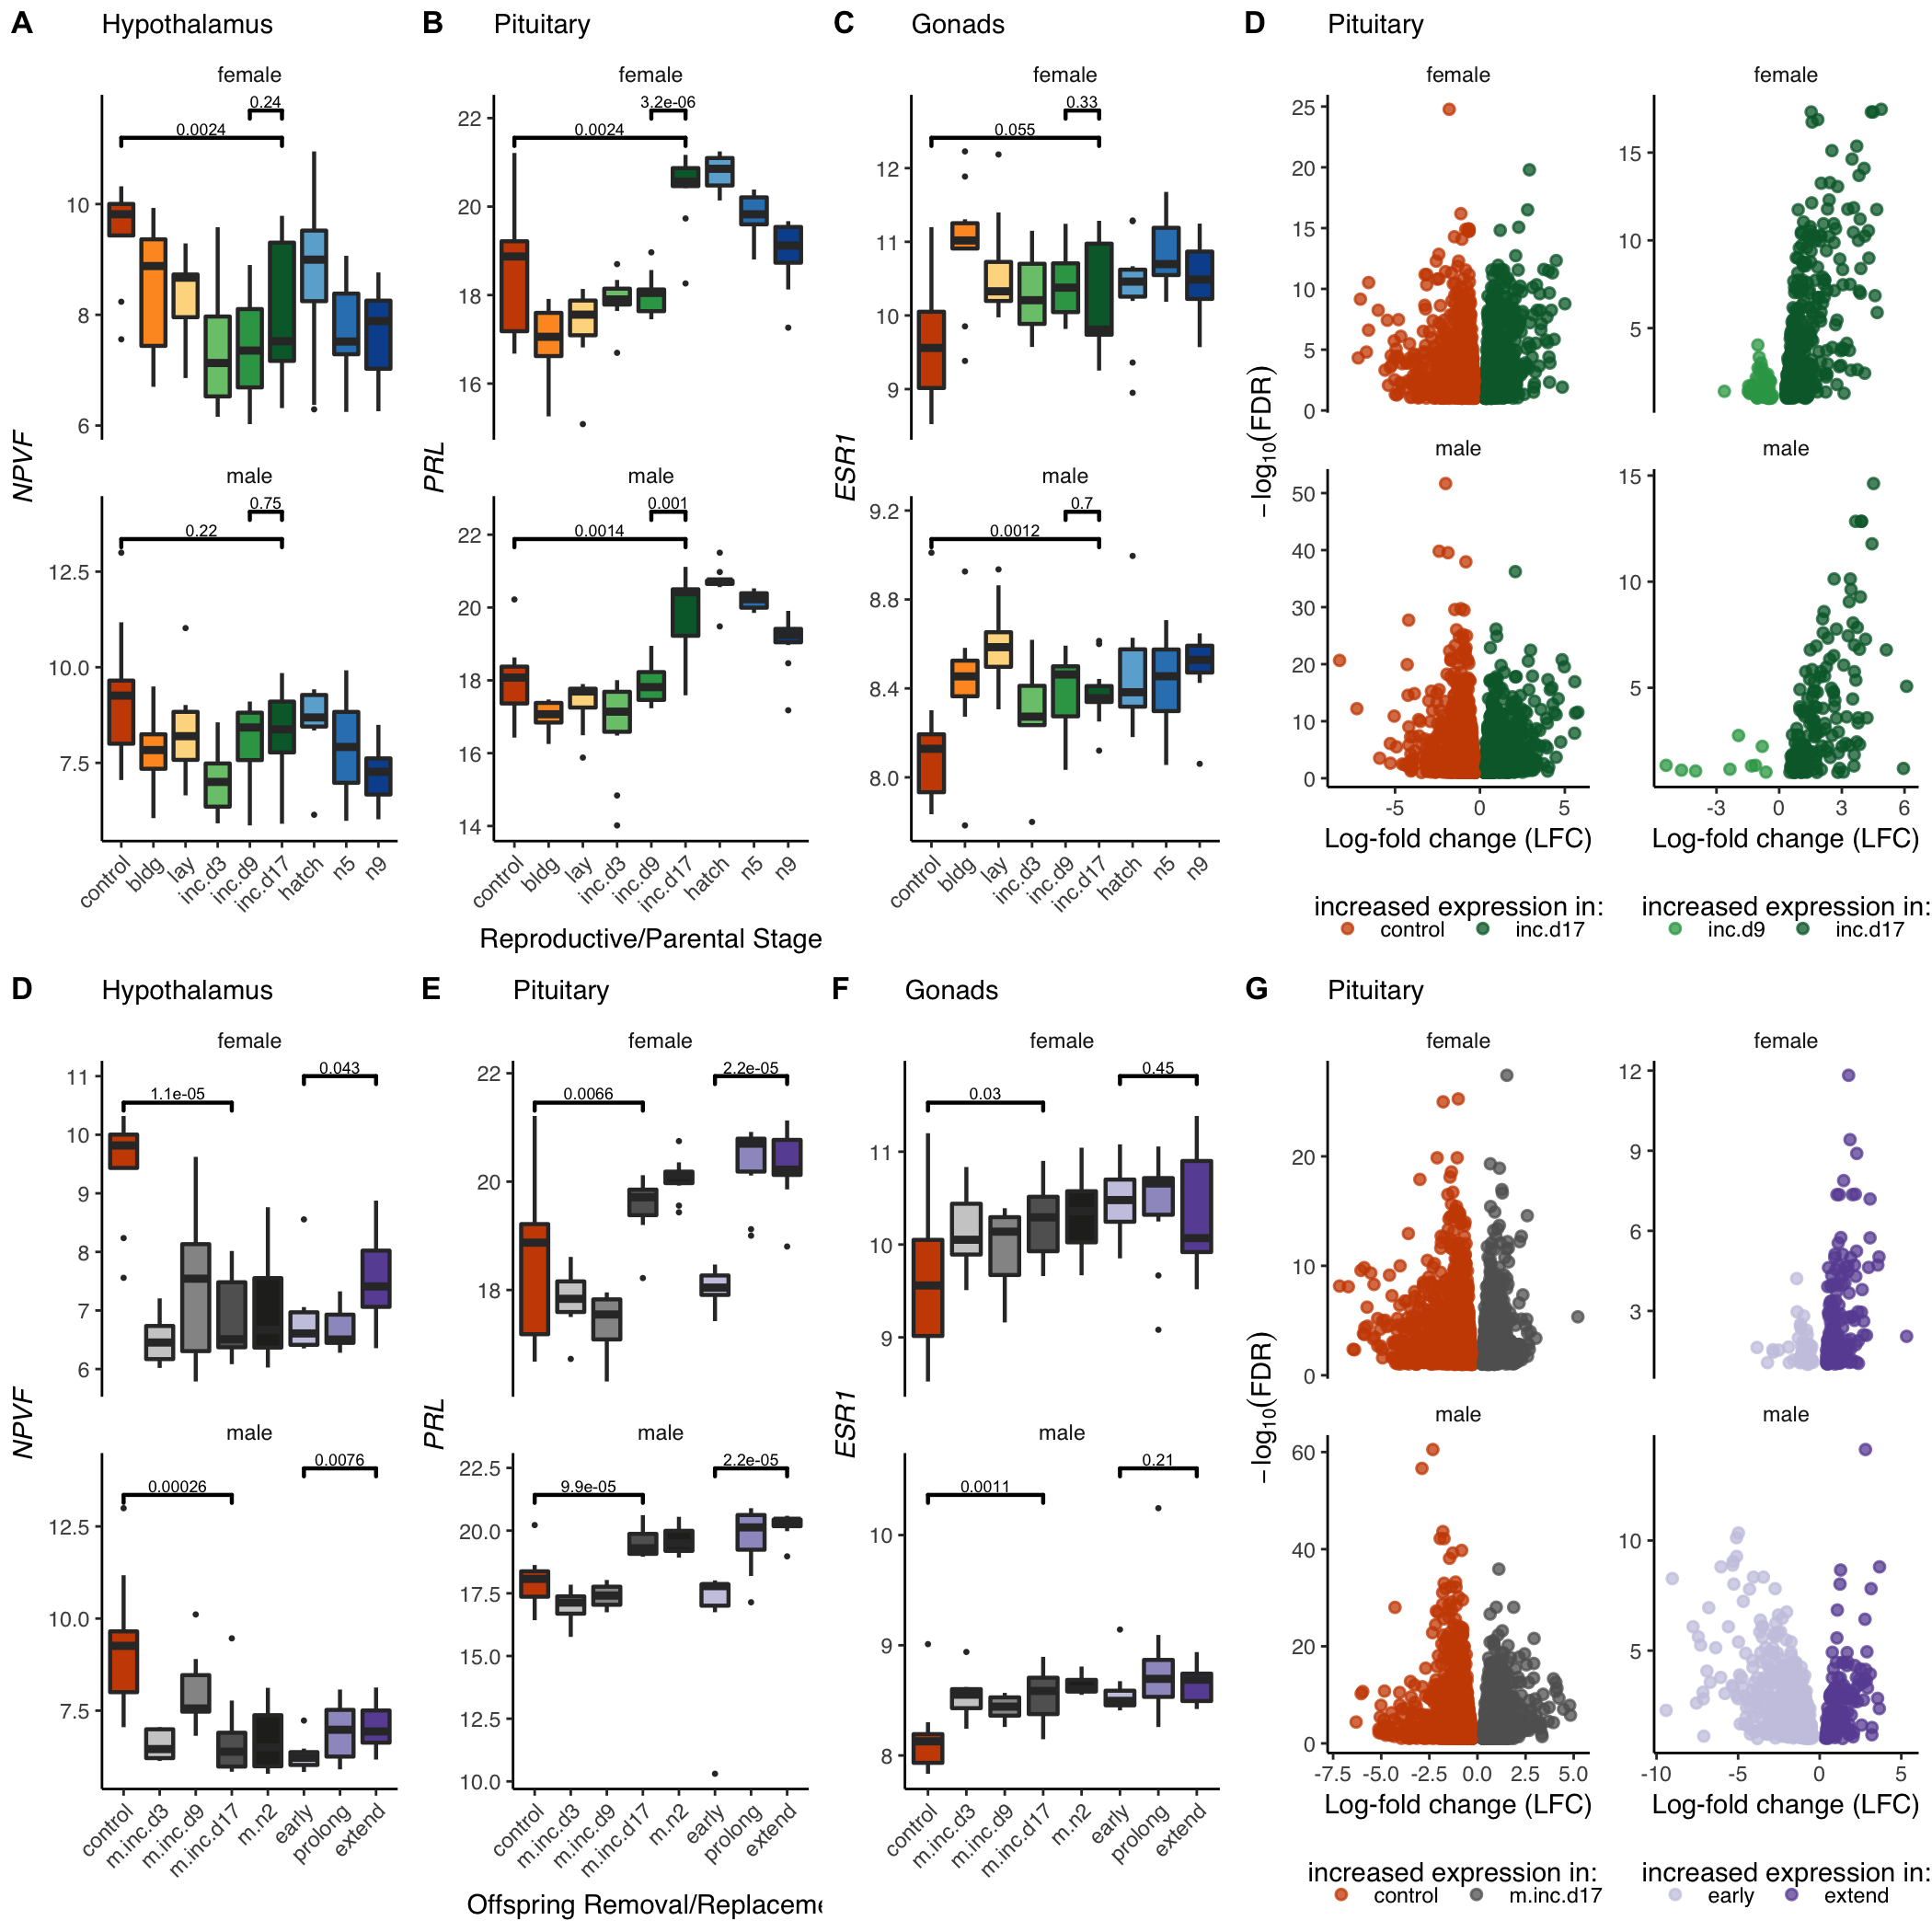 A Hypothalamus
female
0.24
0.0024
10
8
6
NPVF
male
0.75
0.22
12.5
10.0
7.5
control bldg lay inc.d3 inc.d9 inc.d17 hatch n5 n9
B Pituitary
female
3.2e-06
0.0024
22
20
18
16
PRL
male
0.001
0.0014
22
20
18
16
14
control bldg lay inc.d3 inc.d9 inc.d17 hatch n5 n9
Reproductive/Parental Stage
C Gonads
female
0.33
0.055
12
11
10
9
ESR1
male
0.7
0.0012
9.2
8.8
8.4
8.0
control bldg lay inc.d3 inc.d9 inc.d17 hatch n5 n9
D Pituitary
female female
25
20
15
10
5
0
15
10
5
−log10(FDR)
male male
50
40
30
20
10
0
15
10
5
-5 0 5
-3 0 3 6
Log-fold change (LFC) Log-fold change (LFC)
increased expression in: increased expression in:
control inc.d17 inc.d9 inc.d17
D Hypothalamus
female
0.043
1.1e-05
11
10
9
8
7
6
NPVF
male
0.0076
0.00026
12.5
10.0
7.5
control m.inc.d3 m.inc.d9 m.inc.d17 m.n2 early prolong extend
E Pituitary
female
2.2e-05
0.0066
22
20
18
PRL
male
2.2e-05
9.9e-05
22.5
20.0
17.5
15.0
12.5
10.0
control m.inc.d3 m.inc.d9 m.inc.d17 m.n2 early prolong extend
Offspring Removal/Replaceme
F Gonads
female
0.45
0.03
11
10
9
ESR1
male
0.21
0.0011
10
9
8
control m.inc.d3 m.inc.d9 m.inc.d17 m.n2 early prolong extend
G Pituitary
female female
20
10
0
12
9
6
3
−log10(FDR)
male male
60
40
20
0
10
5
-7.5 -5.0 -2.5 0.0 2.5 5.0
-10 -5 0 5
Log-fold change (LFC) Log-fold change (LFC)
increased expression in: increased expression in:
control m.inc.d17 early extend